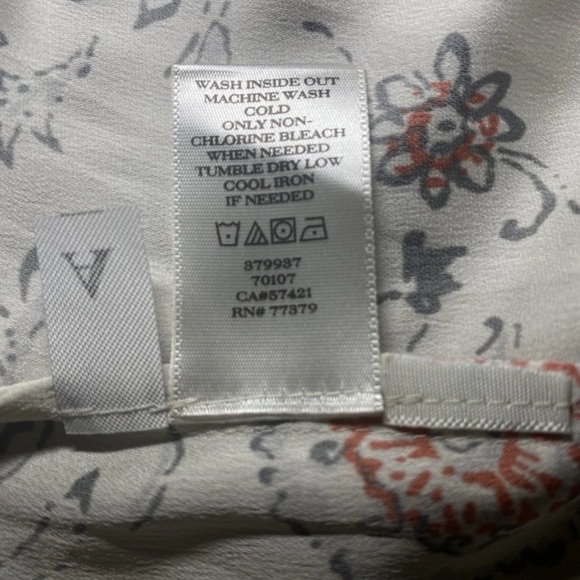 WASH INSIDE OUT
MACHINE WASH
COLD
ONLY NON-
CHLORINE BLEACH
WHEN NEEDED
TUMBLE DRY LOW
COOL IRON
IF NEEDED
379937
70107
CA#57421
RN# 77379
A